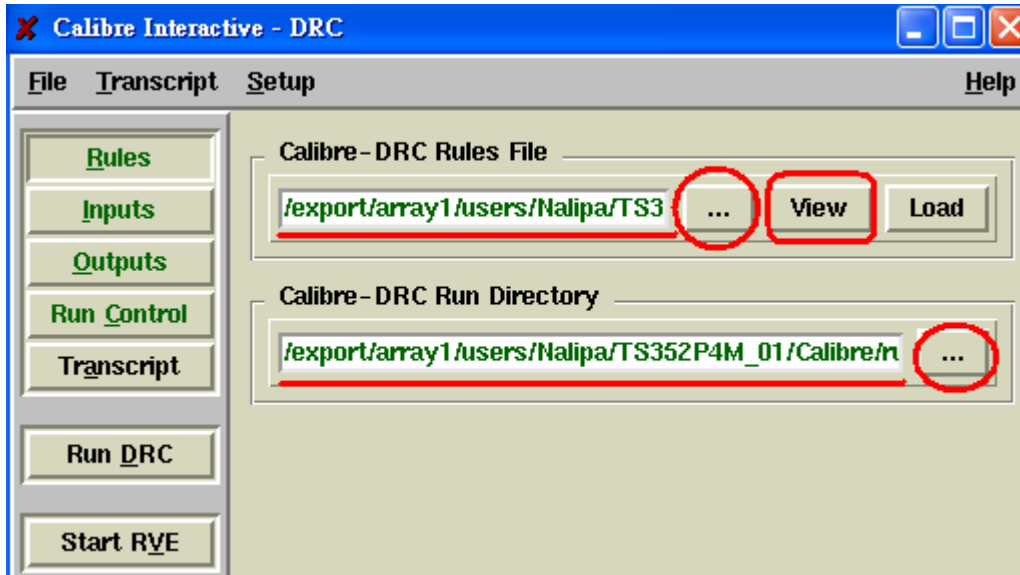 Calibre Interactive - DRC
File Transcript Setup Help
Rules
Inputs
Outputs
Run Control
Transcript
Run DRC
Start RVE
Calibre-DRC Rules File
/export/array1/users/Nalipa/TS3 ... View Load
Calibre-DRC Run Directory
/export/array1/users/Nalipa/TS352P4M_01/Calibre/ru ...